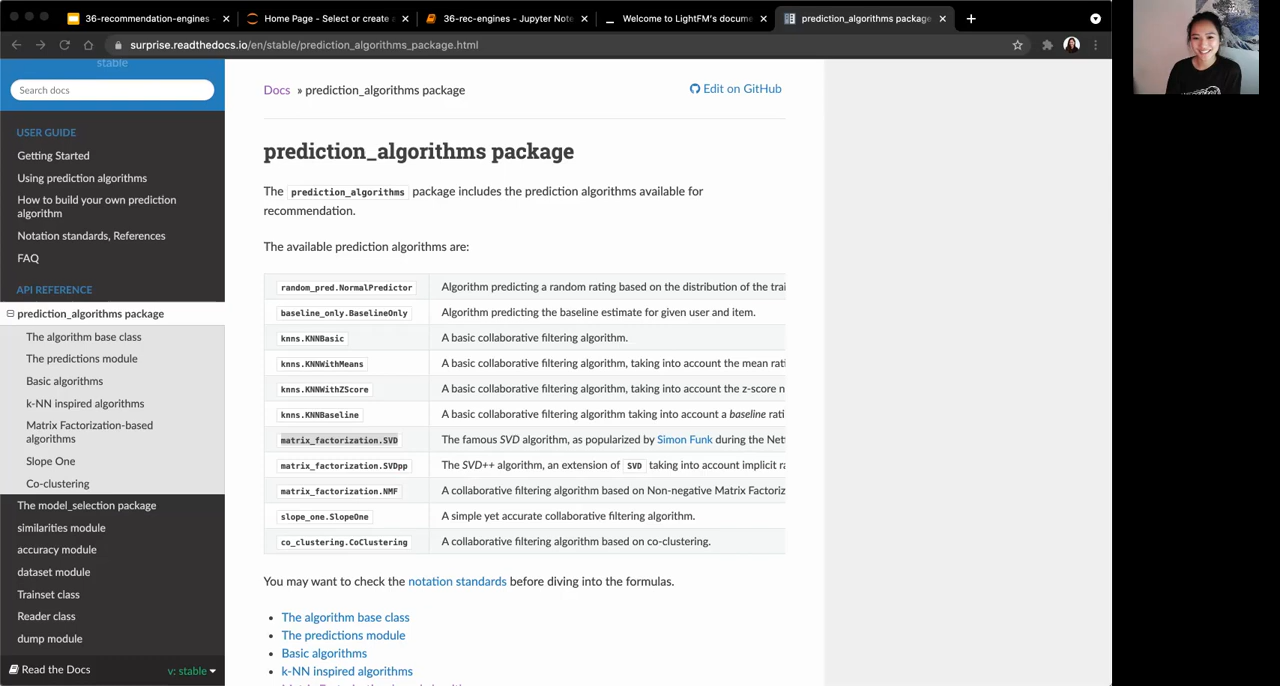 36-recommendation-engines
Home Page - Select or create
36-rec-engines - Jupyter Note
Welcome to LightFM's docume
prediction_algorithms package
surprise.readthedocs.io/en/stable/prediction_algorithms_package.html
stable
Search docs
USER GUIDE
Getting Started
Using prediction algorithms
How to build your own prediction
algorithm
Notation standards, References
FAQ
API REFERENCE
prediction_algorithms package
The algorithm base class
The predictions module
Basic algorithms
k-NN inspired algorithms
Matrix Factorization-based
algorithms
Slope One
Co-clustering
The model_selection package
similarities module
accuracy module
dataset module
Trainset class
Reader class
dump module
Read the Docs v: stable
Docs » prediction_algorithms package
Edit on GitHub
prediction_algorithms package
The prediction_algorithms package includes the prediction algorithms available for
recommendation.
The available prediction algorithms are:
random_pred.NormalPredictor Algorithm predicting a random rating based on the distribution of the trai
baseline_only.BaselineOnly Algorithm predicting the baseline estimate for given user and item.
knns.KNNBasic A basic collaborative filtering algorithm.
knns.KNNWithMeans A basic collaborative filtering algorithm, taking into account the mean rati
knns.KNNWithZScore A basic collaborative filtering algorithm, taking into account the z-score n
knns.KNNBaseline A basic collaborative filtering algorithm taking into account a baseline rati
matrix_factorization.SVD The famous SVD algorithm, as popularized by Simon Funk during the Net
matrix_factorization.SVDpp The SVD++ algorithm, an extension of SVD taking into account implicit ra
matrix_factorization.NMF A collaborative filtering algorithm based on Non-negative Matrix Factoriz
slope_one.SlopeOne A simple yet accurate collaborative filtering algorithm.
co_clustering.CoClustering A collaborative filtering algorithm based on co-clustering.
You may want to check the notation standards before diving into the formulas.
• The algorithm base class
• The predictions module
• Basic algorithms
• k-NN inspired algorithms